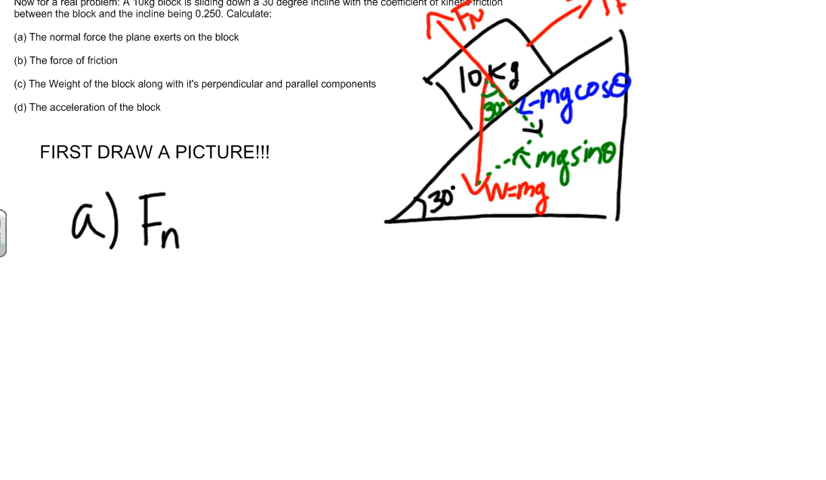 Now for a real problem: A 10kg block is sliding down a 30 degree incline with the coefficient of kinetic friction
between the block and the incline being 0.250. Calculate:
(a) The normal force the plane exerts on the block
(b) The force of friction
(c) The Weight of the block along with it's perpendicular and parallel components
(d) The acceleration of the block
FIRST DRAW A PICTURE!!!
a) Fn
FN
10kg
30°
mgcosθ
mgsinθ
W=mg
30°